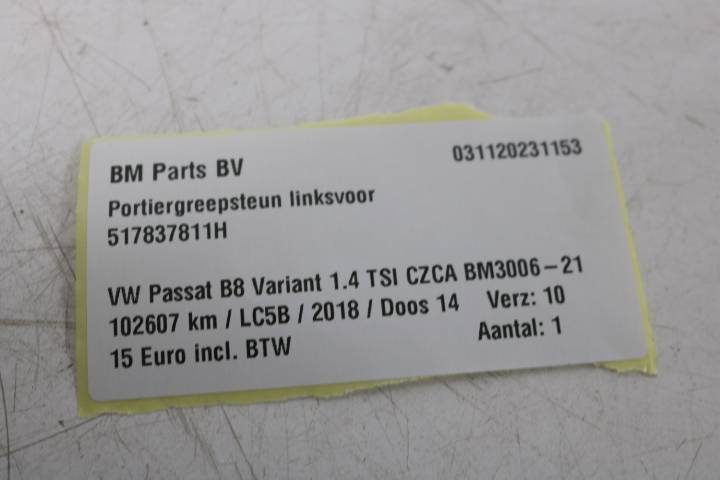 BM Parts BV 031120231153
Portiergreepsteun linksvoor
517837811H
VW Passat B8 Variant 1.4 TSI CZCA BM3006-21
102607 km / LC5B / 2018 / Doos 14 Verz: 10
15 Euro incl. BTW Aantal: 1